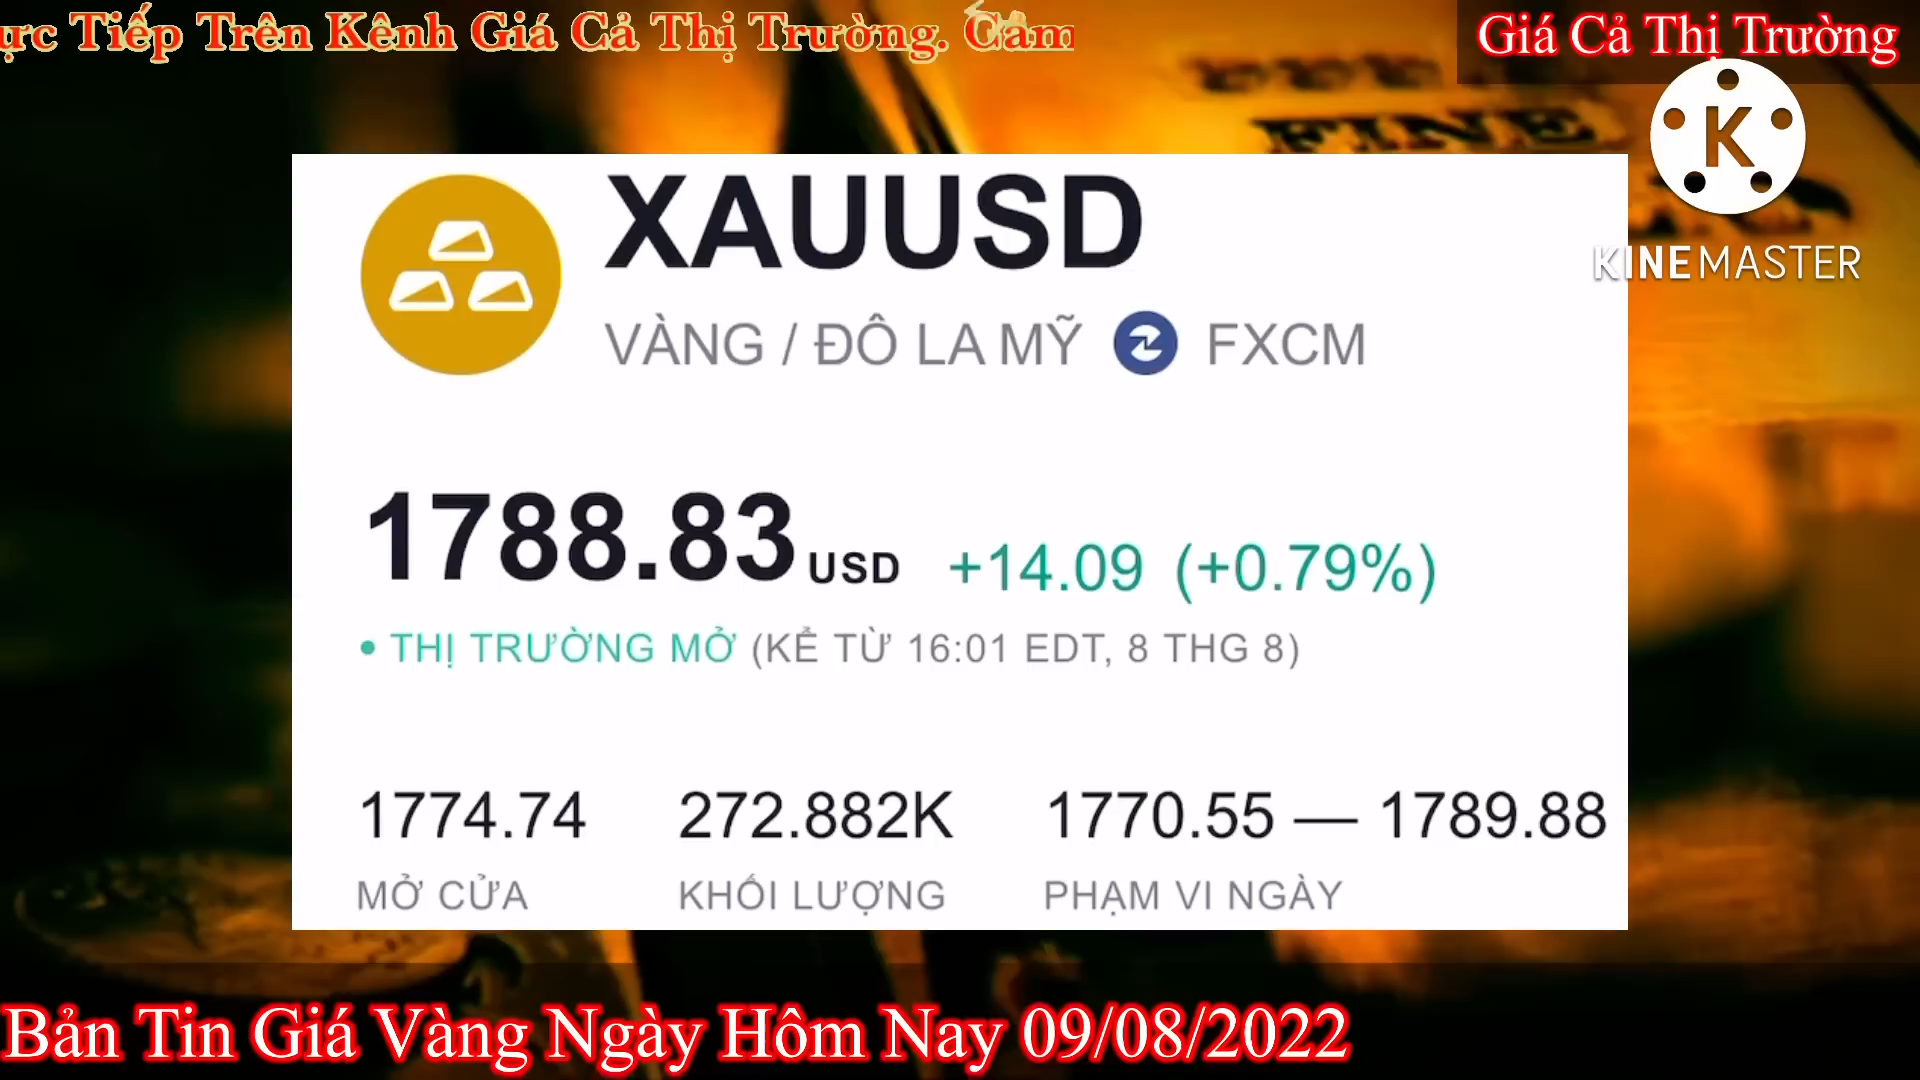 Tiếp Trên Kênh Giá Cả Thị Trường. Cảm
Giá Cả Thị Trường
FINE
K
KINEMASTER
XAUUSD
VÀNG / ĐÔ LA MỸ FXCM
1788.83 USD +14.09 (+0.79%)
• THỊ TRƯỜNG MỞ (KỂ TỪ 16:01 EDT, 8 THG 8)
1774.74 272.882K 1770.55 — 1789.88
MỞ CỬA KHỐI LƯỢNG PHẠM VI NGÀY
Bản Tin Giá Vàng Ngày Hôm Nay 09/08/2022